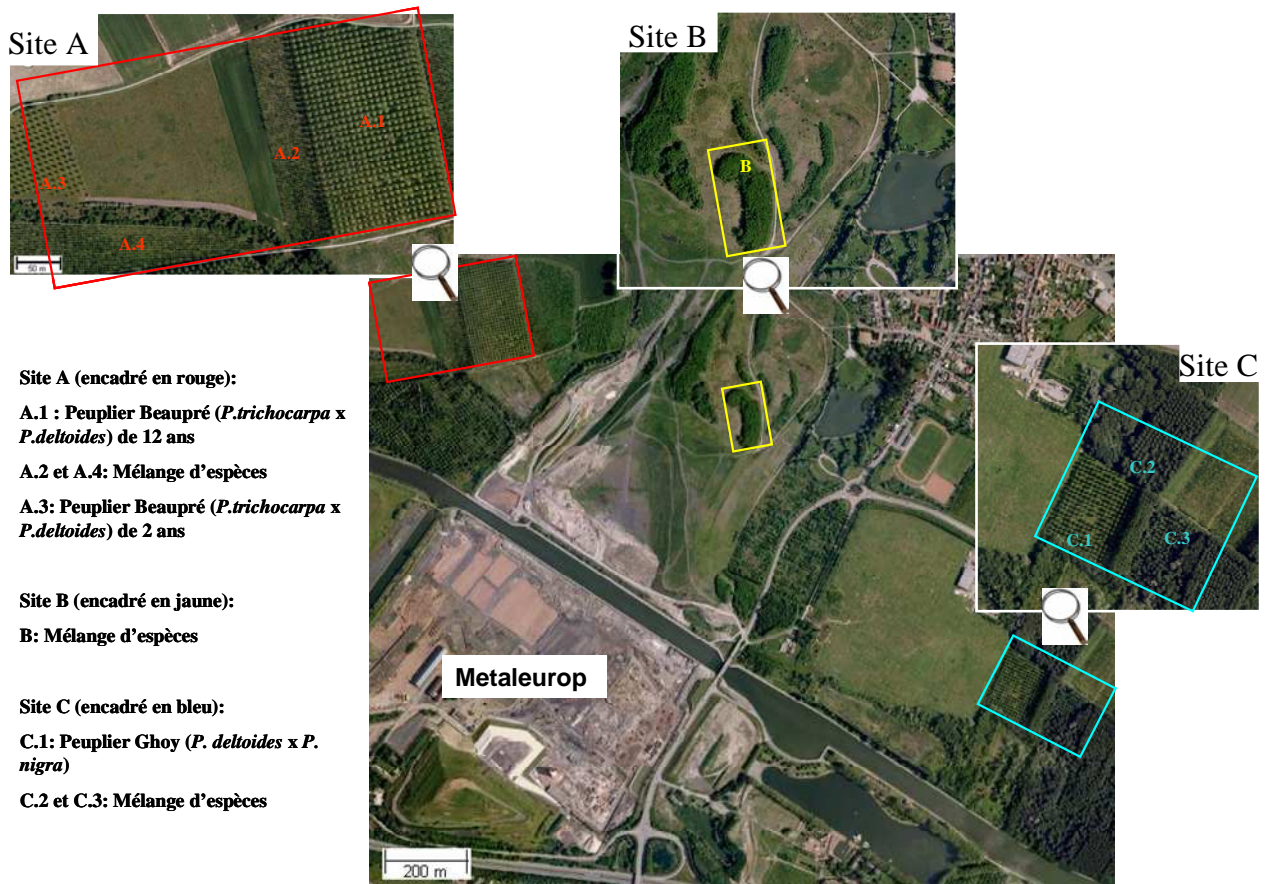 Site A
A.1
A.2
A.3
A.4
50 m
Site B
B
Site C
C.2
C.1
C.3
Metaleurop
200 m
Site A (encadré en rouge):
A.1 : Peuplier Beaupré (P.trichocarpa x
P.deltoides) de 12 ans
A.2 et A.4: Mélange d'espèces
A.3: Peuplier Beaupré (P.trichocarpa x
P.deltoides) de 2 ans
Site B (encadré en jaune):
B: Mélange d'espèces
Site C (encadré en bleu):
C.1: Peuplier Ghoy (P. deltoides x P.
nigra)
C.2 et C.3: Mélange d'espèces